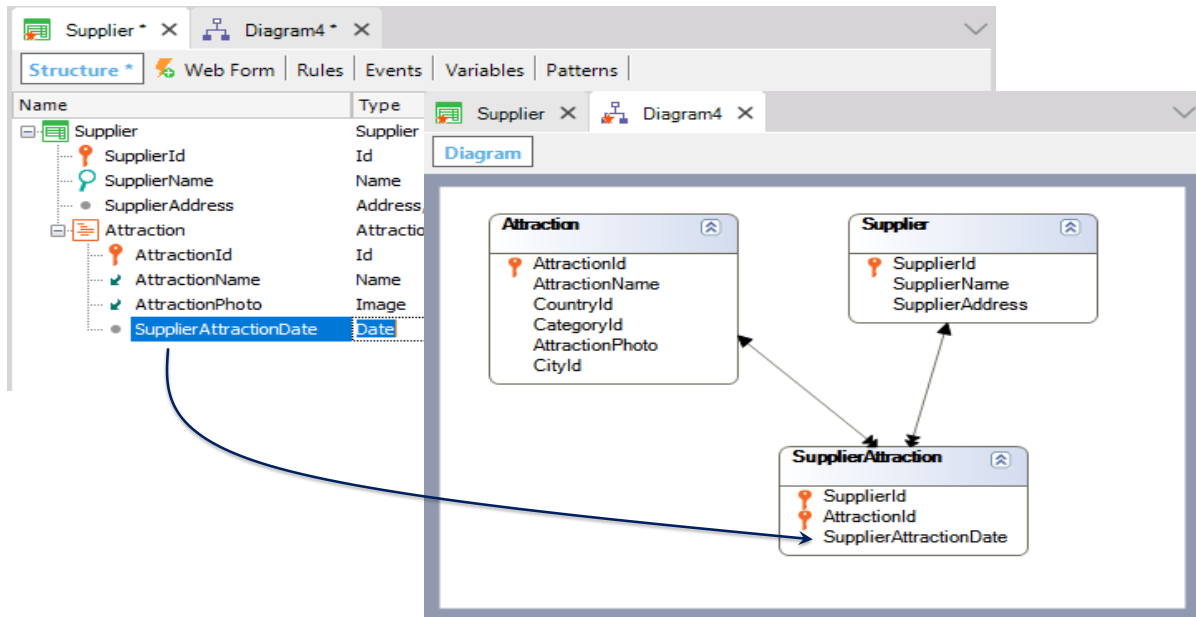 Supplier * Diagram4 *
Structure * Web Form Rules Events Variables Patterns
Name Type
Supplier Supplier
SupplierId Id
SupplierName Name
SupplierAddress Address,
Attraction Attractio
AttractionId Id
AttractionName Name
AttractionPhoto Image
SupplierAttractionDate Date
Supplier Diagram4
Diagram
Attraction
AttractionId
AttractionName
CountryId
CategoryId
AttractionPhoto
CityId
Supplier
SupplierId
SupplierName
SupplierAddress
SupplierAttraction
SupplierId
AttractionId
SupplierAttractionDate